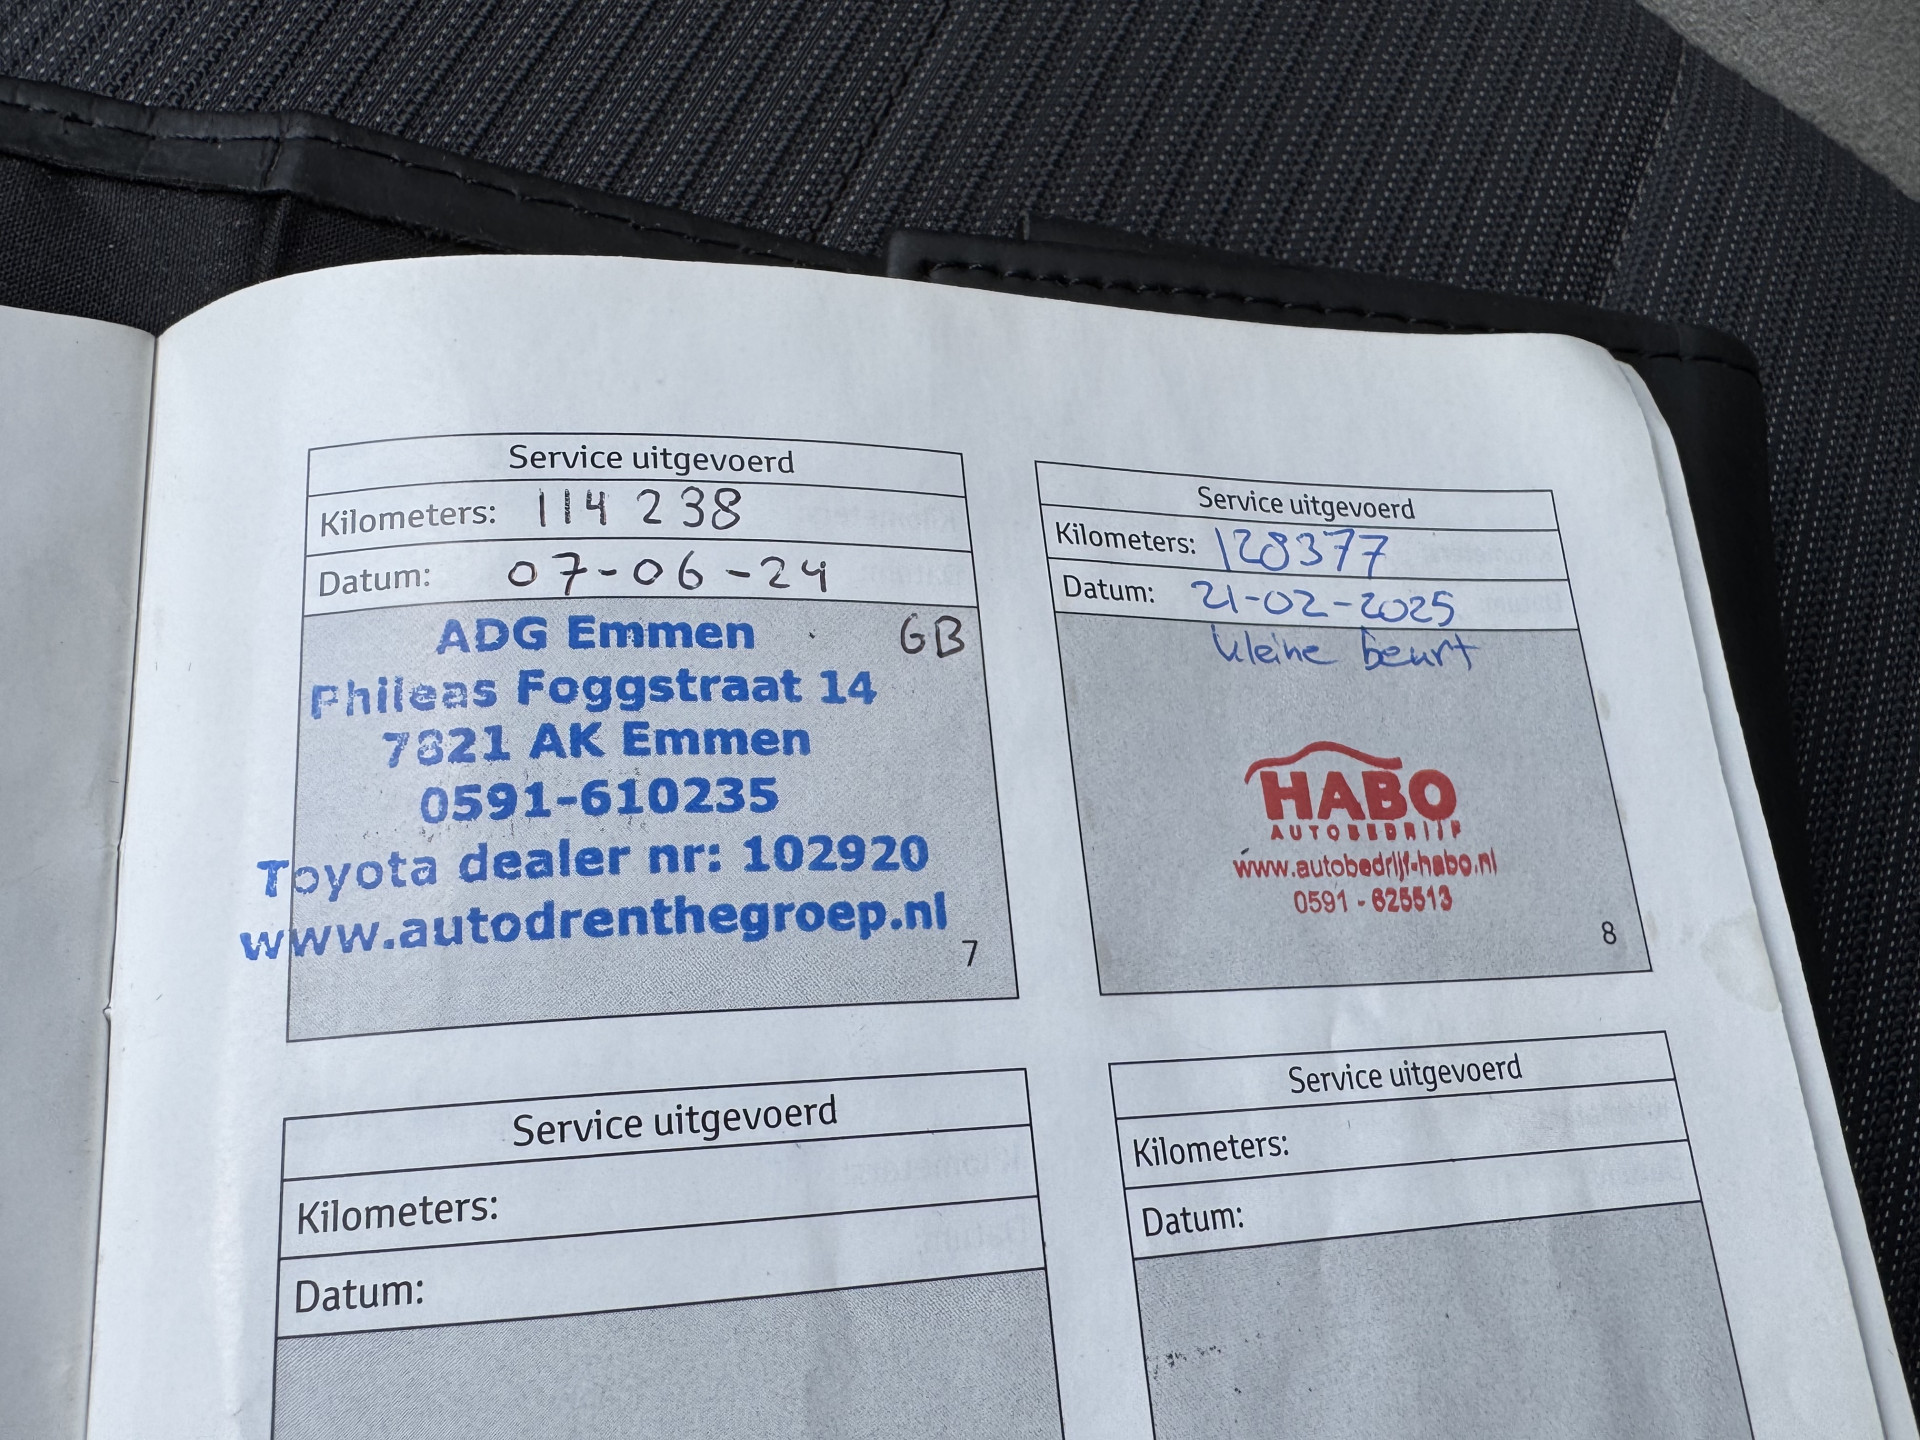 Service uitgevoerd
Kilometers: 114 238
Datum: 07-06-24
ADG Emmen GB
Phileas Foggstraat 14
7821 AK Emmen
0591-610235
Toyota dealer nr: 102920
www.autodrenthegroep.nl
7
Service uitgevoerd
Kilometers: 128377
Datum: 21-02-2025
kleine beurt
HABO
AUTOBEDRIJF
www.autobedrijf-habo.nl
0591 - 625513
8
Service uitgevoerd
Kilometers:
Datum:
Service uitgevoerd
Kilometers:
Datum: